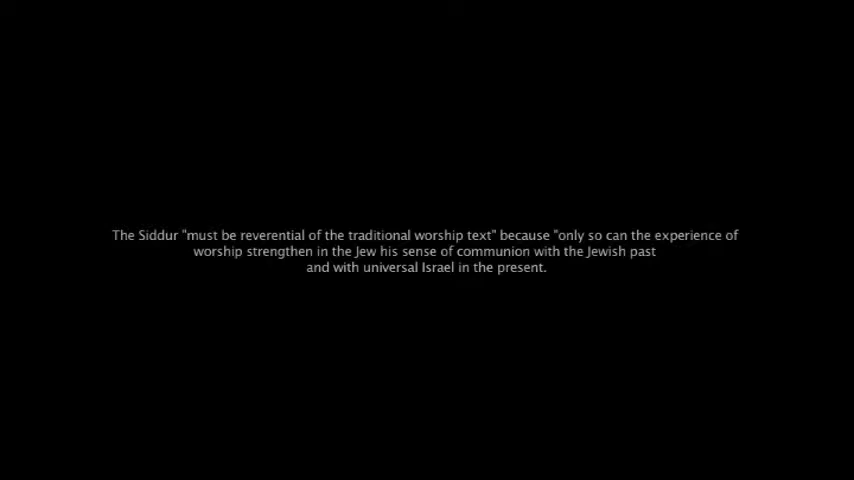 The Siddur "must be reverential of the traditional worship text" because "only so can the experience of
worship strengthen in the Jew his sense of communion with the Jewish past
and with universal Israel in the present.